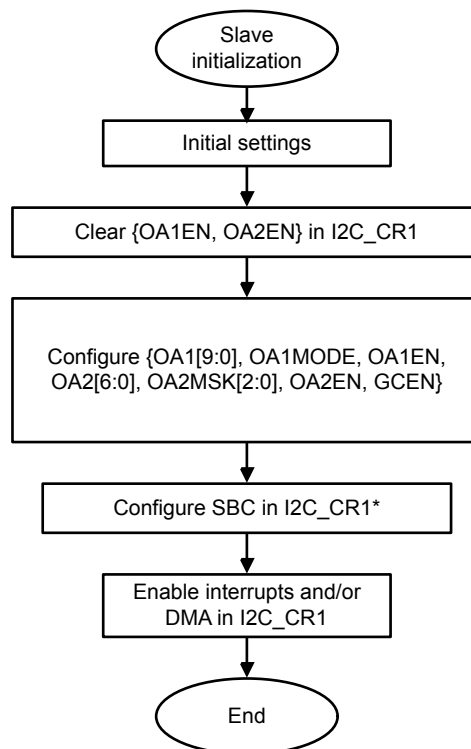 Slave
initialization
Initial settings
Clear {OA1EN, OA2EN} in I2C_CR1
Configure {OA1[9:0], OA1MODE, OA1EN,
OA2[6:0], OA2MSK[2:0], OA2EN, GCEN}
Configure SBC in I2C_CR1*
Enable interrupts and/or
DMA in I2C_CR1
End